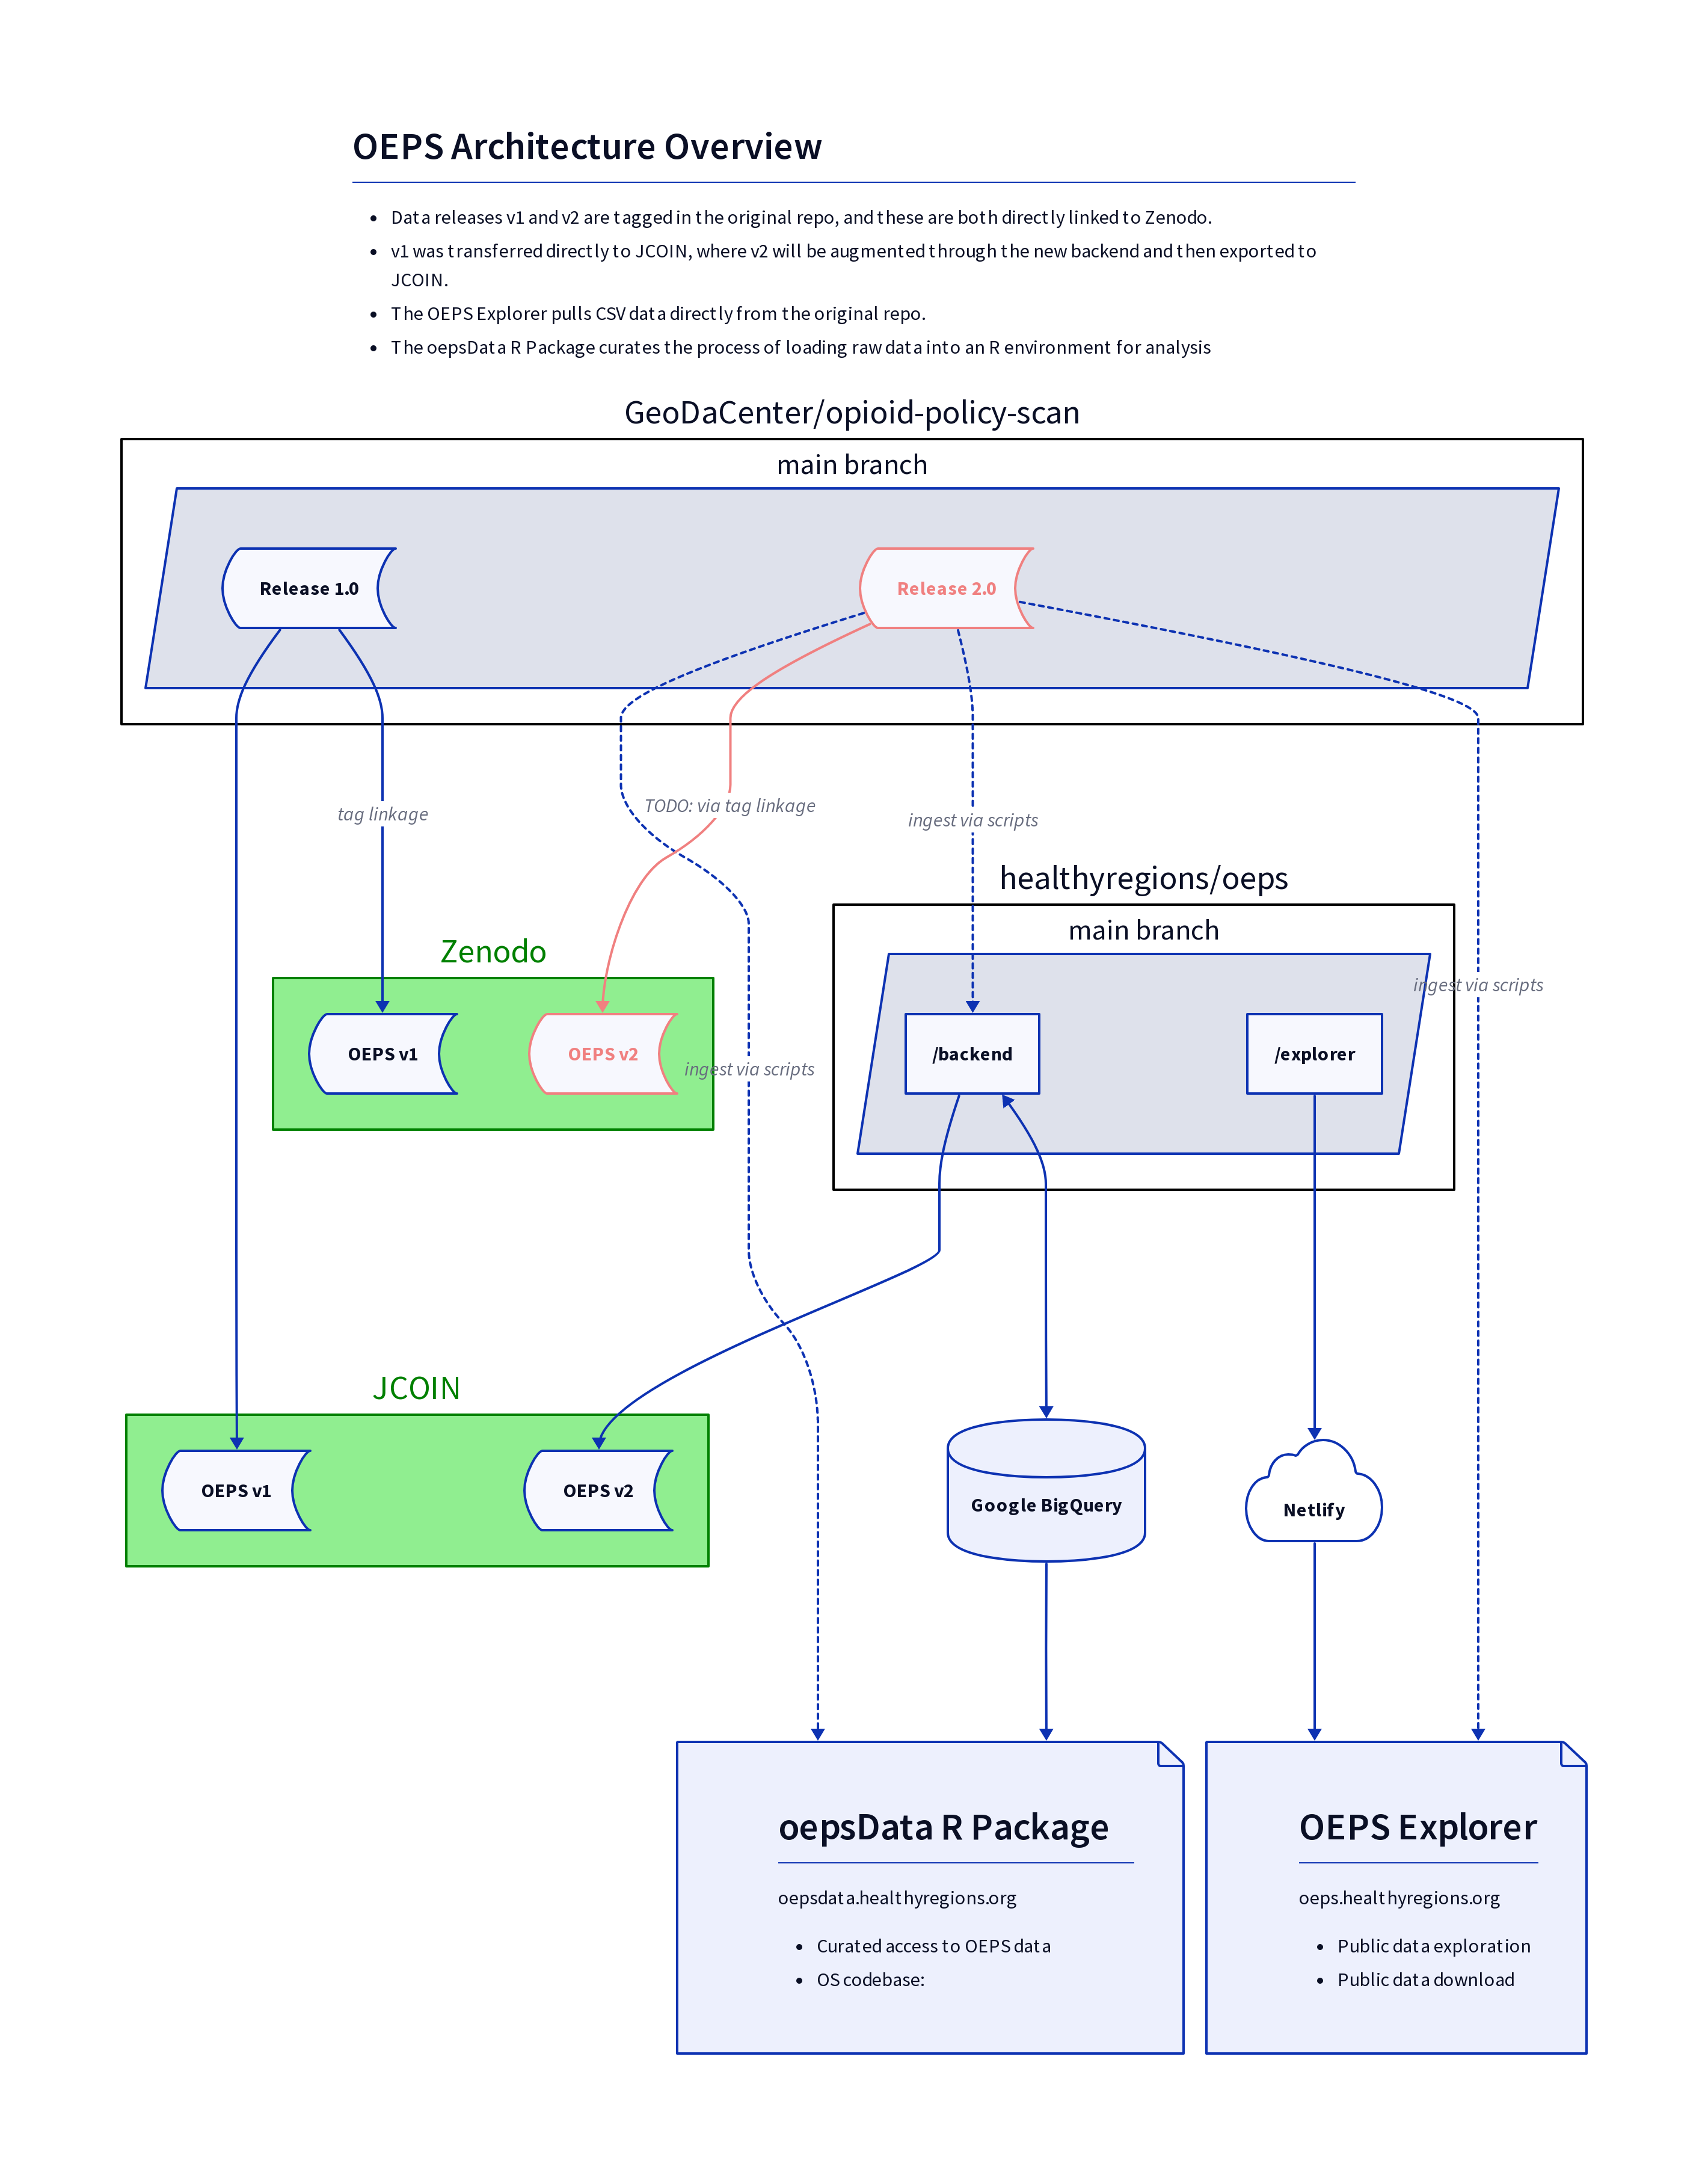 OEPS Architecture Overview
• Data releases v1 and v2 are tagged in the original repo, and these are both directly linked to Zenodo.
• v1 was transferred directly to JCOIN, where v2 will be augmented through the new backend and then exported to
JCOIN.
• The OEPS Explorer pulls CSV data directly from the original repo.
• The oepsData R Package curates the process of loading raw data into an R environment for analysis
GeoDaCenter/opioid-policy-scan
main branch
Release 1.0
Release 2.0
tag linkage
TODO: via tag linkage
ingest via scripts
healthyregions/oeps
main branch
Zenodo
ingest via scripts
OEPS v1
OEPS v2
ingest via scripts
/backend
/explorer
JCOIN
OEPS v1
OEPS v2
Google BigQuery
Netlify
oepsData R Package
oepsdata.healthyregions.org
• Curated access to OEPS data
• OS codebase:
OEPS Explorer
oeps.healthyregions.org
• Public data exploration
• Public data download